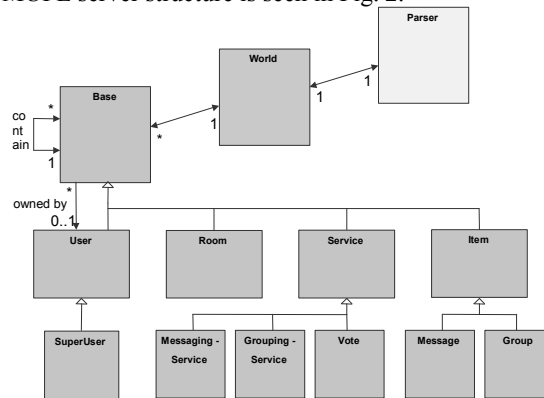 MUPE server structure is seen in Fig. 2.
Parser
World
Base
1
1
1
*
*
co
nt
ain
1
*
owned by
0..1
User
Room
Service
Item
SuperUser
Messaging -
Service
Grouping -
Service
Vote
Message
Group